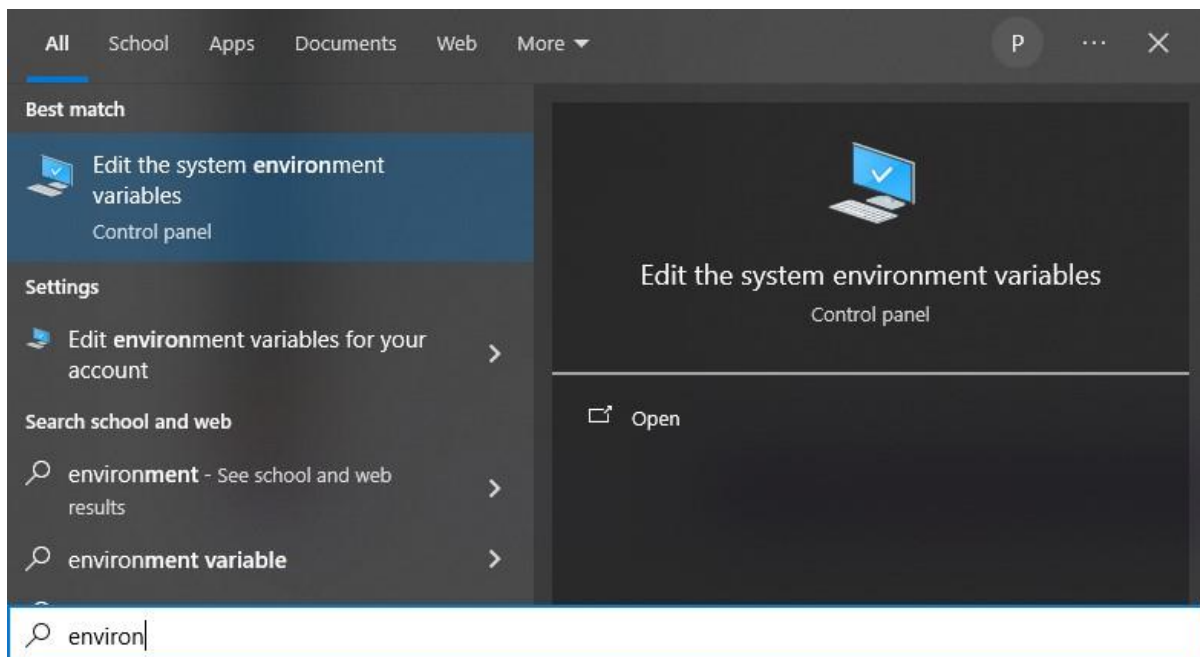 All School Apps Documents Web More P ...
Best match
Edit the system environment
variables
Control panel
Settings
Edit environment variables for your
account
Search school and web
environment - See school and web
results
environment variable
environ
Edit the system environment variables
Control panel
Open